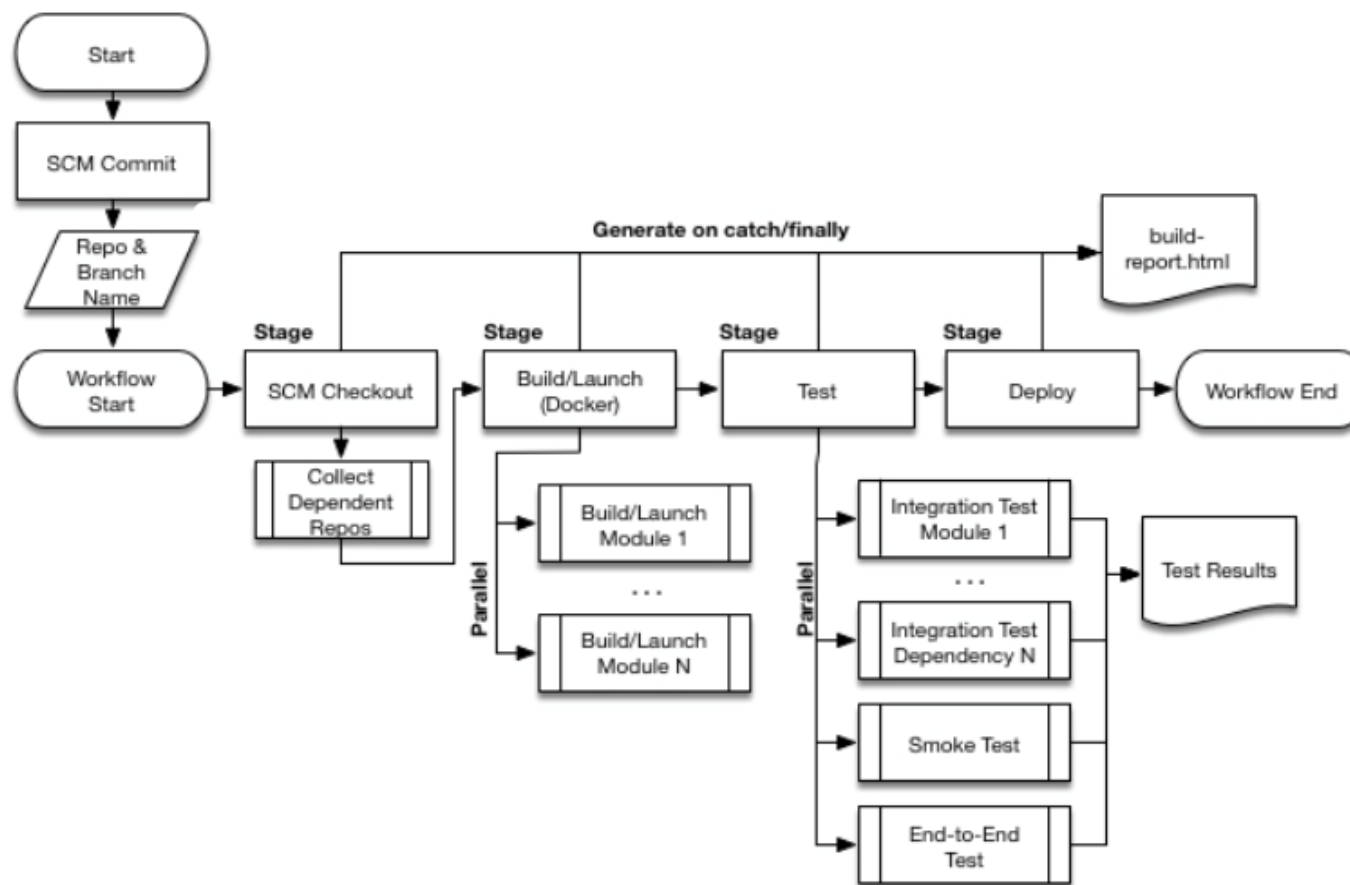 Start
SCM Commit
Repo &
Branch
Name
Workflow
Start
Generate on catch/finally
build-
report.html
Stage
SCM Checkout
Collect
Dependent
Repos
Stage
Build/Launch
(Docker)
Parallel
Build/Launch
Module 1
...
Build/Launch
Module N
Stage
Test
Parallel
Integration Test
Module 1
...
Integration Test
Dependency N
Smoke Test
End-to-End
Test
Test Results
Stage
Deploy
Workflow End